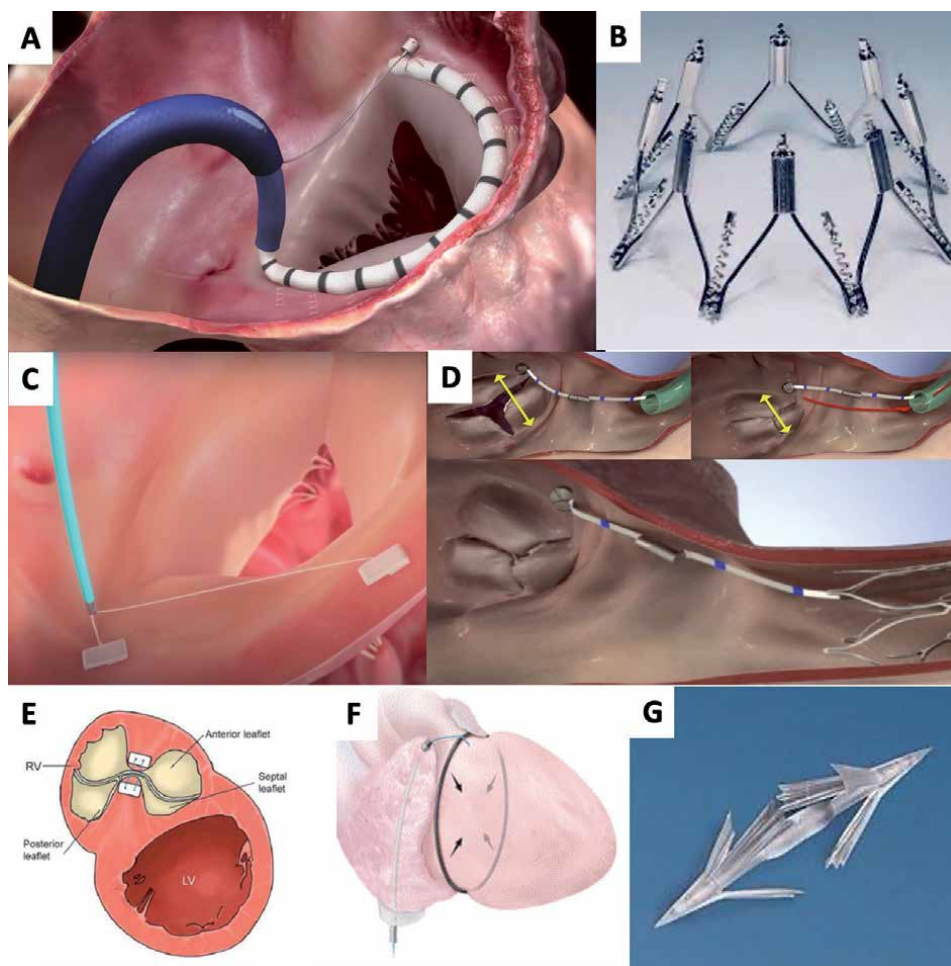 A
B
C
D
E
Anterior leaflet
RV
Septal
leaflet
Posterior
leaflet
LV
F
G